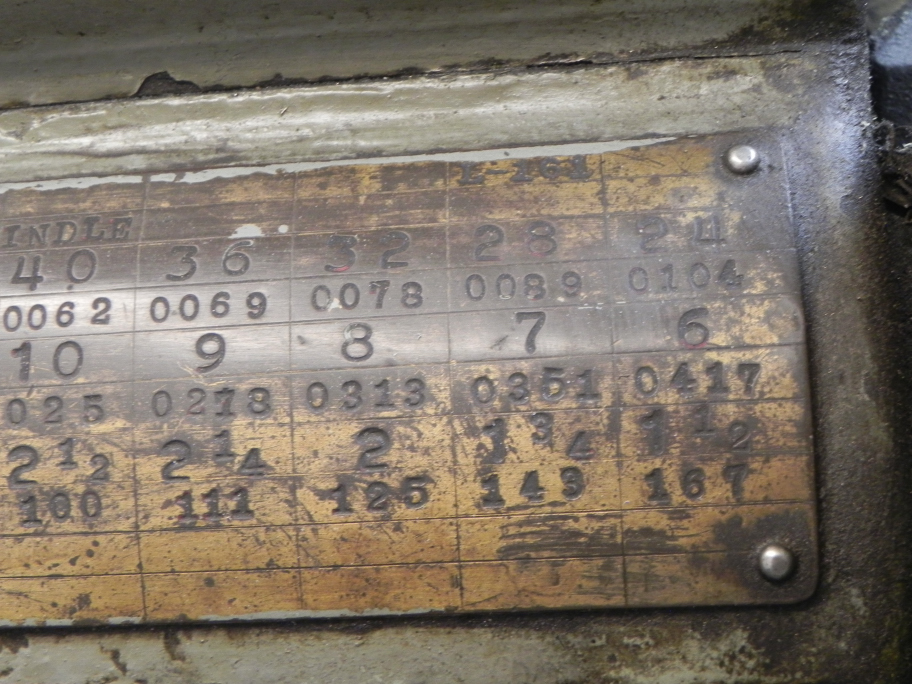 L-161
INDLE
40 36 32 28 24
0062 0069 0078 0089 0104
10 9 8 7 6
025 0278 0313 0351 0417
2 1/2 2 1/4 2 1 3/4 1 1/2
100 111 125 143 167